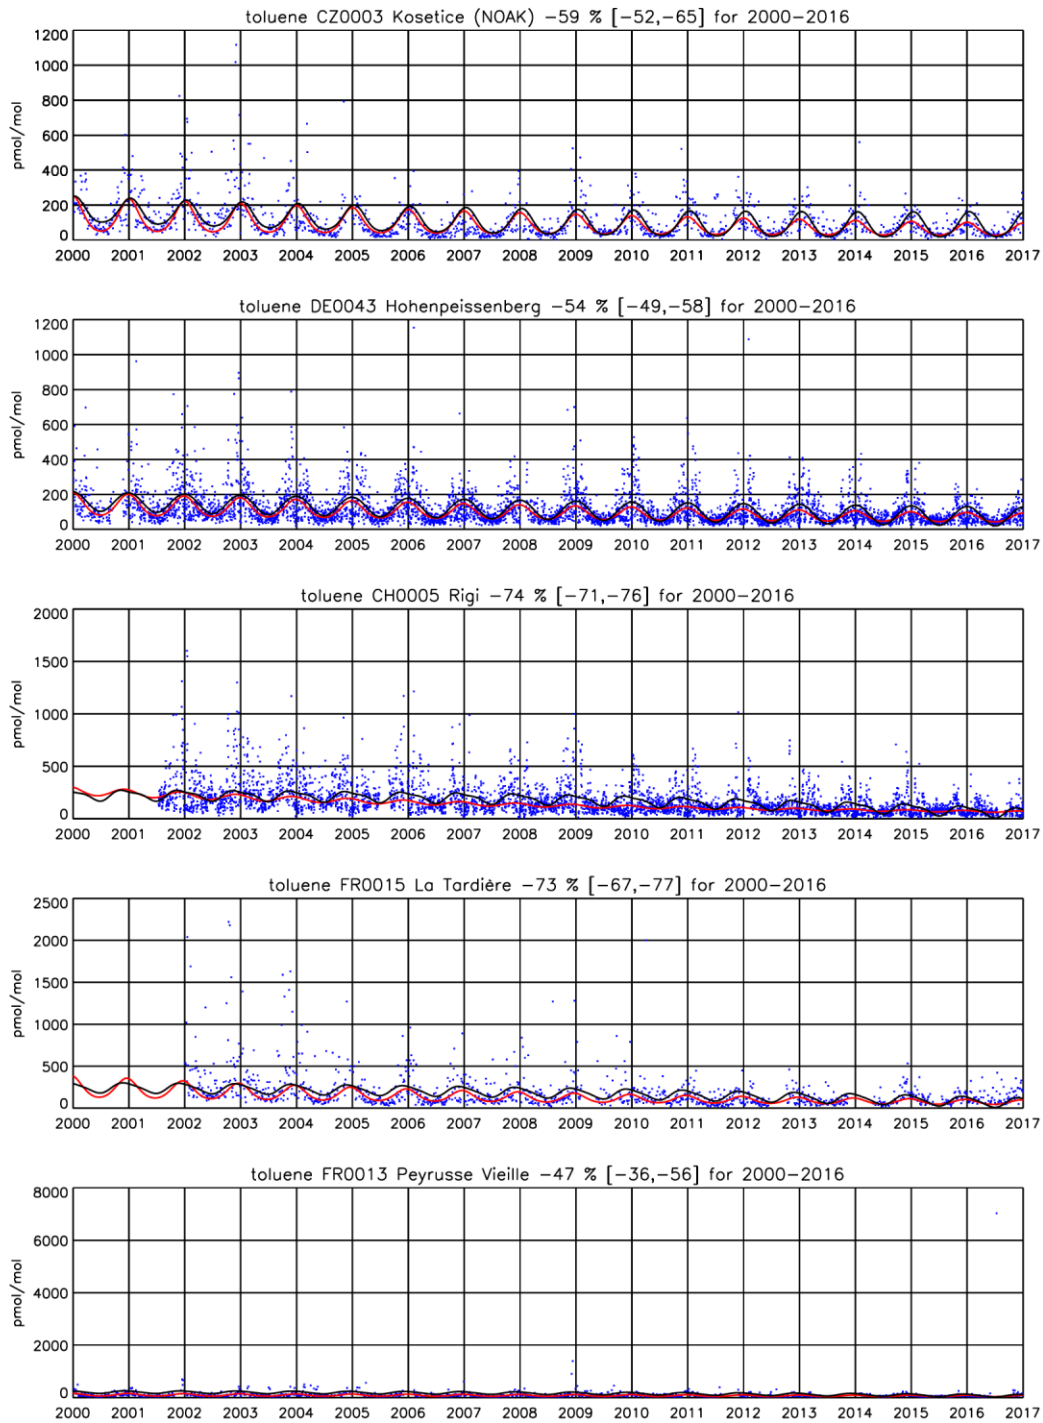 toluene CZ0003 Kosetice (NOAK) −59 % [−52,−65] for 2000−2016
1200
1000
800
600
400
200
0
pmol/mol
2000 2001 2002 2003 2004 2005 2006 2007 2008 2009 2010 2011 2012 2013 2014 2015 2016 2017
toluene DE0043 Hohenpeissenberg −54 % [−49,−58] for 2000−2016
1200
1000
800
600
400
200
0
pmol/mol
2000 2001 2002 2003 2004 2005 2006 2007 2008 2009 2010 2011 2012 2013 2014 2015 2016 2017
toluene CH0005 Rigi −74 % [−71,−76] for 2000−2016
2000
1500
1000
500
0
pmol/mol
2000 2001 2002 2003 2004 2005 2006 2007 2008 2009 2010 2011 2012 2013 2014 2015 2016 2017
toluene FR0015 La Tardière −73 % [−67,−77] for 2000−2016
2500
2000
1500
1000
500
0
pmol/mol
2000 2001 2002 2003 2004 2005 2006 2007 2008 2009 2010 2011 2012 2013 2014 2015 2016 2017
toluene FR0013 Peyrusse Vieille −47 % [−36,−56] for 2000−2016
8000
6000
4000
2000
0
pmol/mol
2000 2001 2002 2003 2004 2005 2006 2007 2008 2009 2010 2011 2012 2013 2014 2015 2016 2017